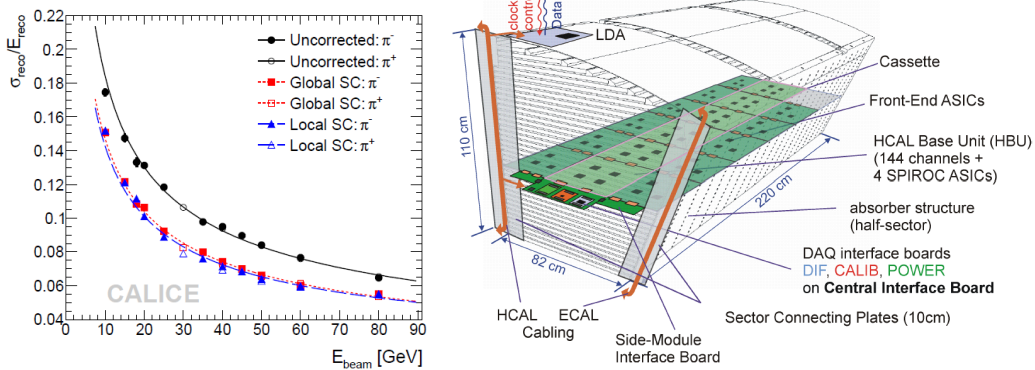 σreco/Ereco
0.22
0.2
0.18
0.16
0.14
0.12
0.1
0.08
0.06
0.04
Uncorrected: π-
Uncorrected: π+
Global SC: π-
Global SC: π+
Local SC: π-
Local SC: π+
CALICE
0 10 20 30 40 50 60 70 80 90
Ebeam [GeV]
clock
contro
Data
LDA
110 cm
82 cm
220 cm
Cassette
Front-End ASICs
HCAL Base Unit (HBU)
(144 channels +
4 SPIROC ASICs)
absorber structure
(half-sector)
DAQ interface boards
DIF, CALIB, POWER
on Central Interface Board
Sector Connecting Plates (10cm)
HCAL ECAL
Cabling
Side-Module
Interface Board